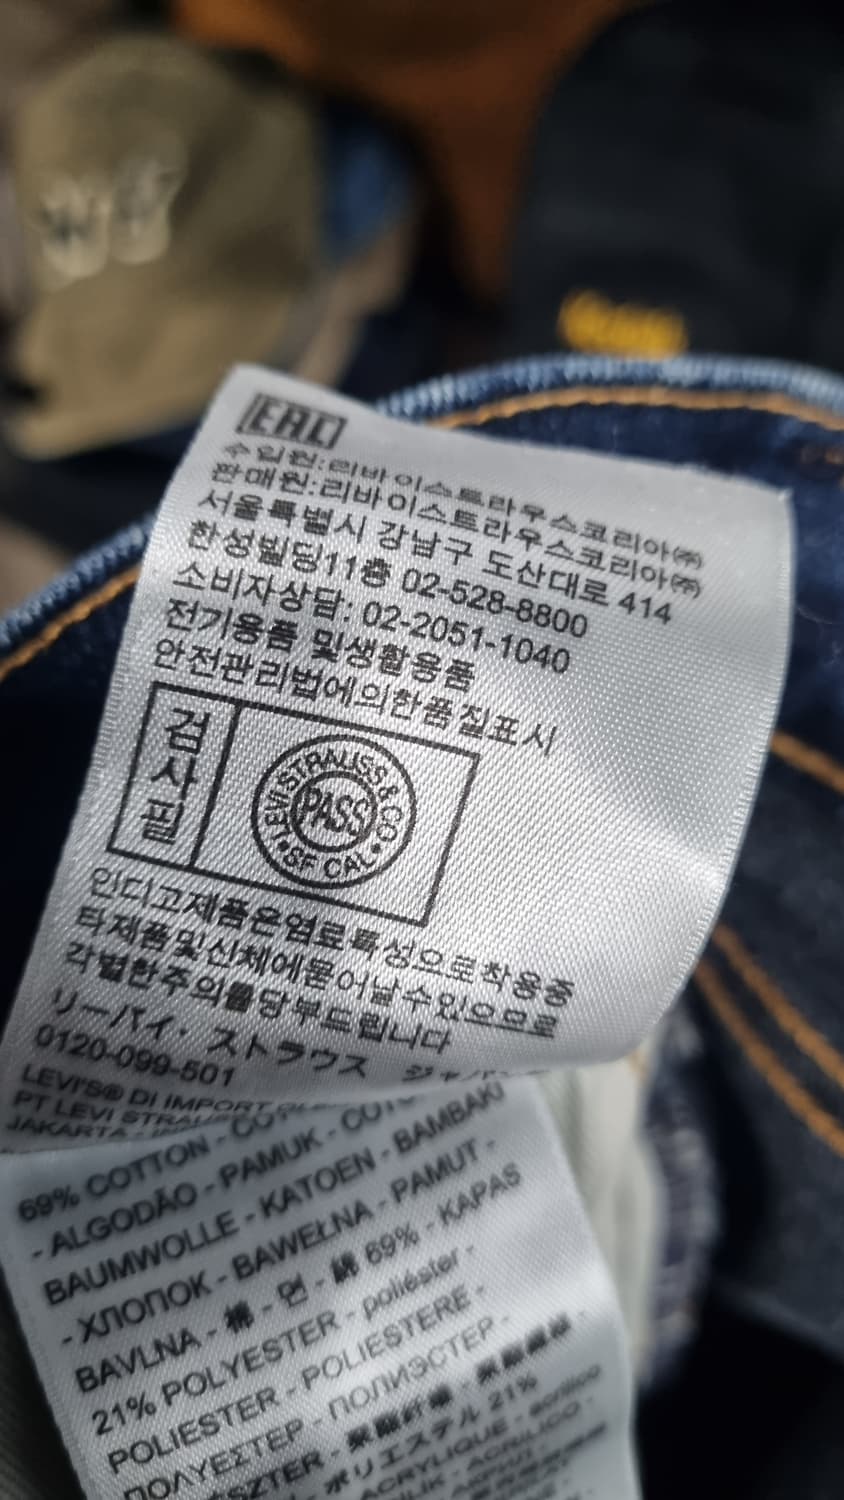 EAC
수입원:리바이스트라우스코리아㈜
판매원:리바이스트라우스코리아㈜
서울특별시 강남구 도산대로 414
한성빌딩11층 02-528-8800
소비자상담: 02-2051-1040
전기용품 및생활용품
안전관리법에의한품질표시
검사필
LEVI STRAUSS & CO
PASS
SF CAL
인디고제품은염료특성으로착용중
타제품및신체에묻어날수있으므로
각별한주의를당부드립니다
リーバイ・ ストラウス
0120-099-501
LEVI'S® DI IMPORT
PT LEVI
JAKARTA
69% COTTON -
- ALGODÃO - PAMUK -
BAUMWOLLE - KATOEN - BAMBAKI
- ХЛОПОК - BAWEŁNA - PAMUT -
BAVLNA - 棉 - 면 - 綿 69% - KAPAS
21% POLYESTER - poliéster -
POLIESTER - POLIESTERE -
ΠΟΛΥΕΣΤΕΡ - ПОЛИЭСТЕР -
ポリエステル 21%
ACRYLIQUE - acrílico
- ACRILICO -